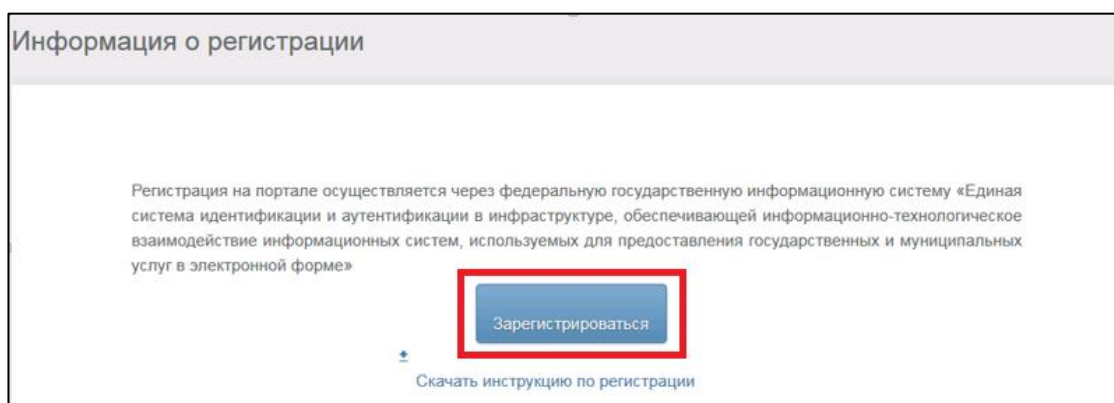 Информация о регистрации
Регистрация на портале осуществляется через федеральную государственную информационную систему «Единая
система идентификации и аутентификации в инфраструктуре, обеспечивающей информационно-технологическое
взаимодействие информационных систем, используемых для предоставления государственных и муниципальных
услуг в электронной форме»
Зарегистрироваться
Скачать инструкцию по регистрации